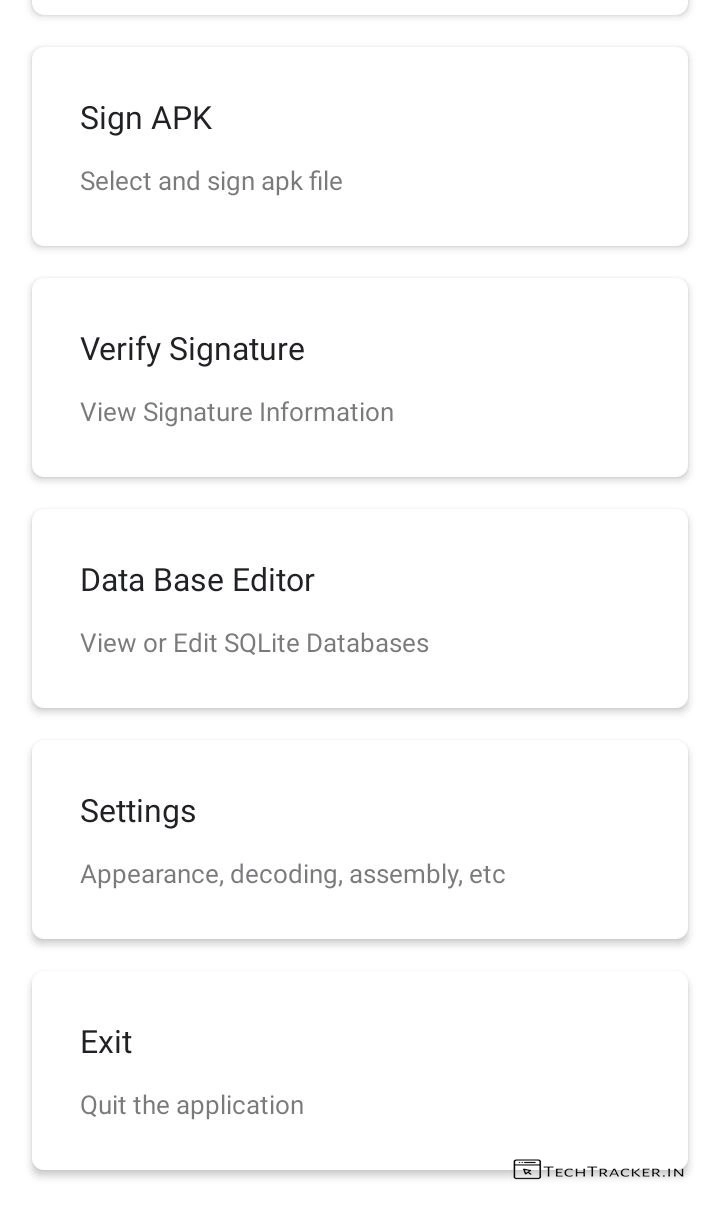 Sign APK
Select and sign apk file
Verify Signature
View Signature Information
Data Base Editor
View or Edit SQLite Databases
Settings
Appearance, decoding, assembly, etc
Exit
Quit the application
TECHTRACKER.IN